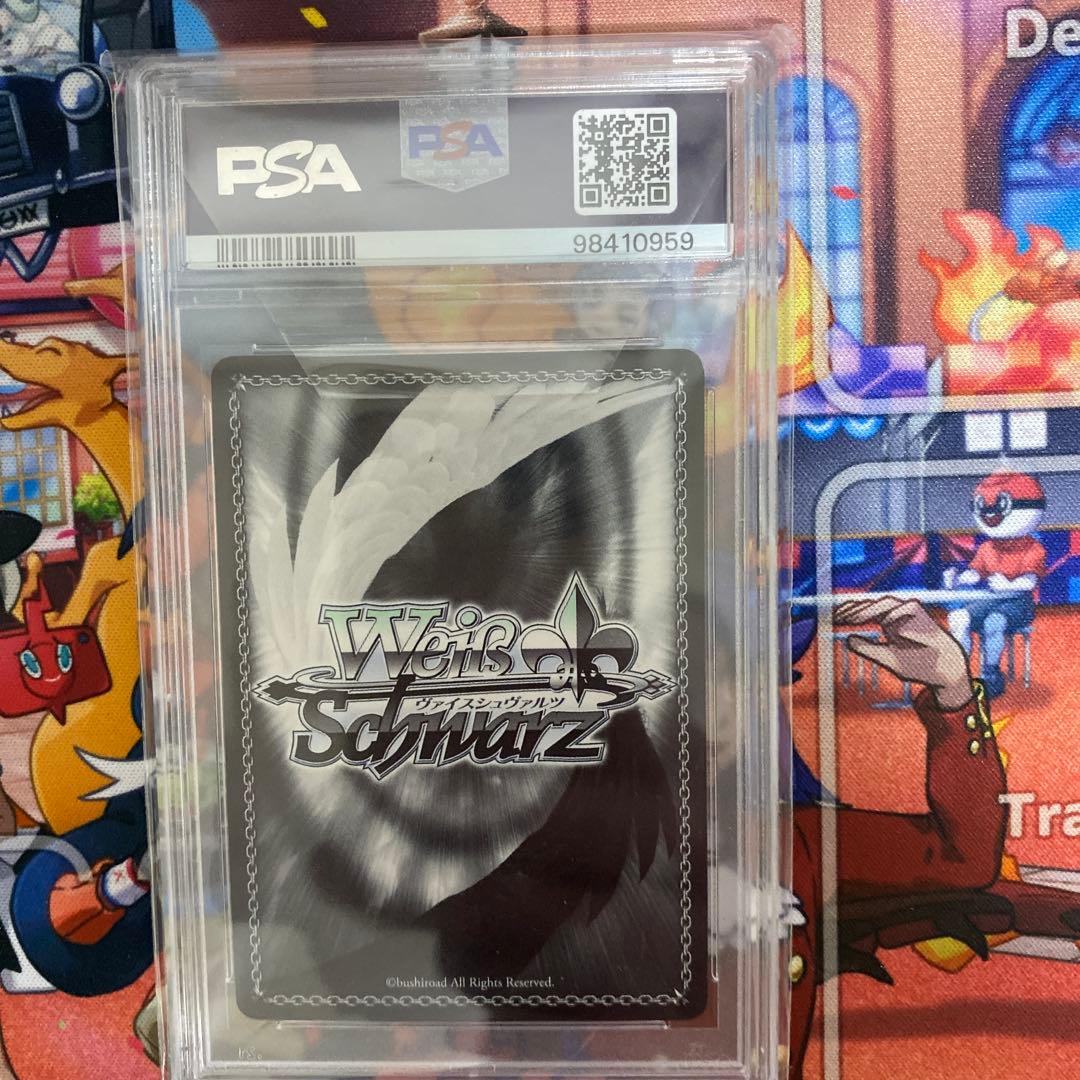 De
PSA
PSA
98410959
Weiß
ヴァイスシュヴァルツ
Schwarz
Tra
©bushiroad All Rights Reserved.